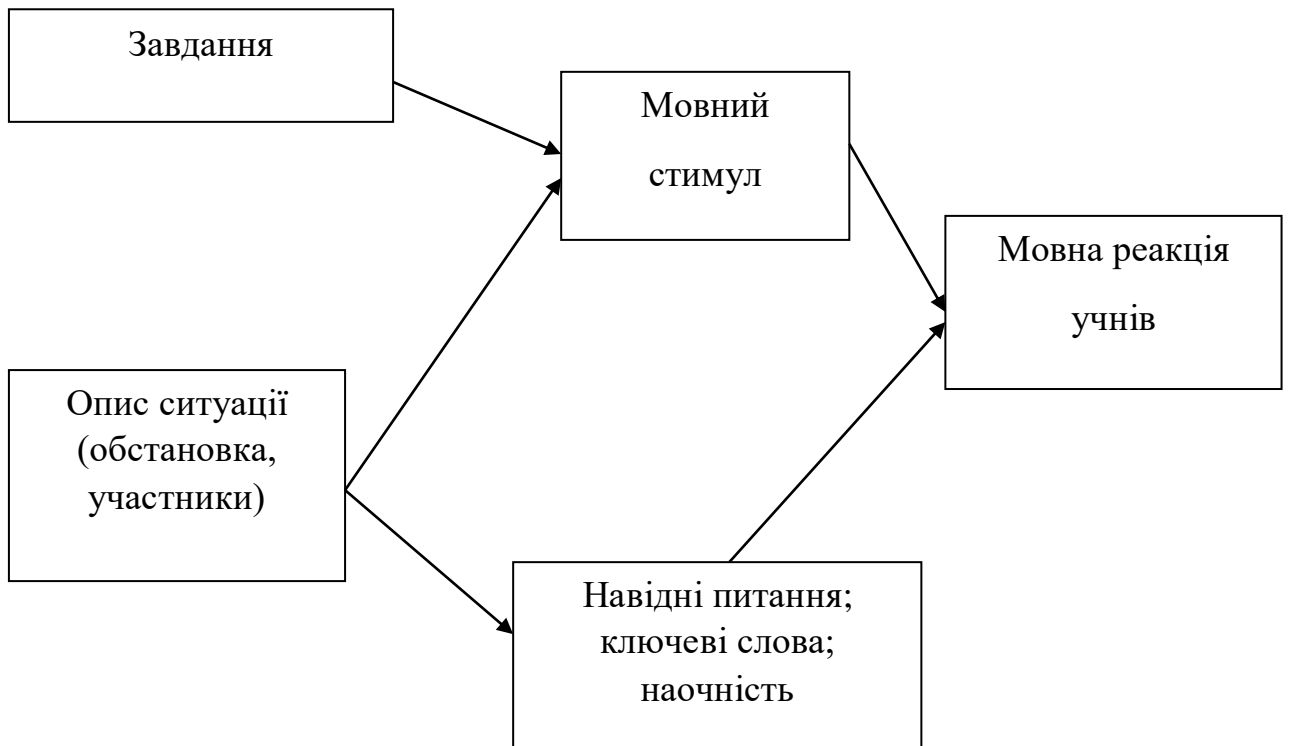 Завдання
Мовний
стимул
Мовна реакція
учнів
Опис ситуації
(обстановка,
участники)
Навідні питання;
ключеві слова;
наочність